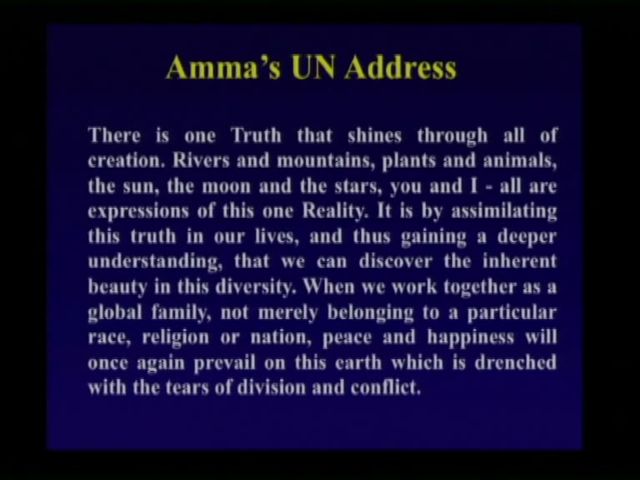 Amma's UN Address
There is one Truth that shines through all of
creation. Rivers and mountains, plants and animals,
the sun, the moon and the stars, you and I - all are
expressions of this one Reality. It is by assimilating
this truth in our lives, and thus gaining a deeper
understanding, that we can discover the inherent
beauty in this diversity. When we work together as a
global family, not merely belonging to a particular
race, religion or nation, peace and happiness will
once again prevail on this earth which is drenched
with the tears of division and conflict.